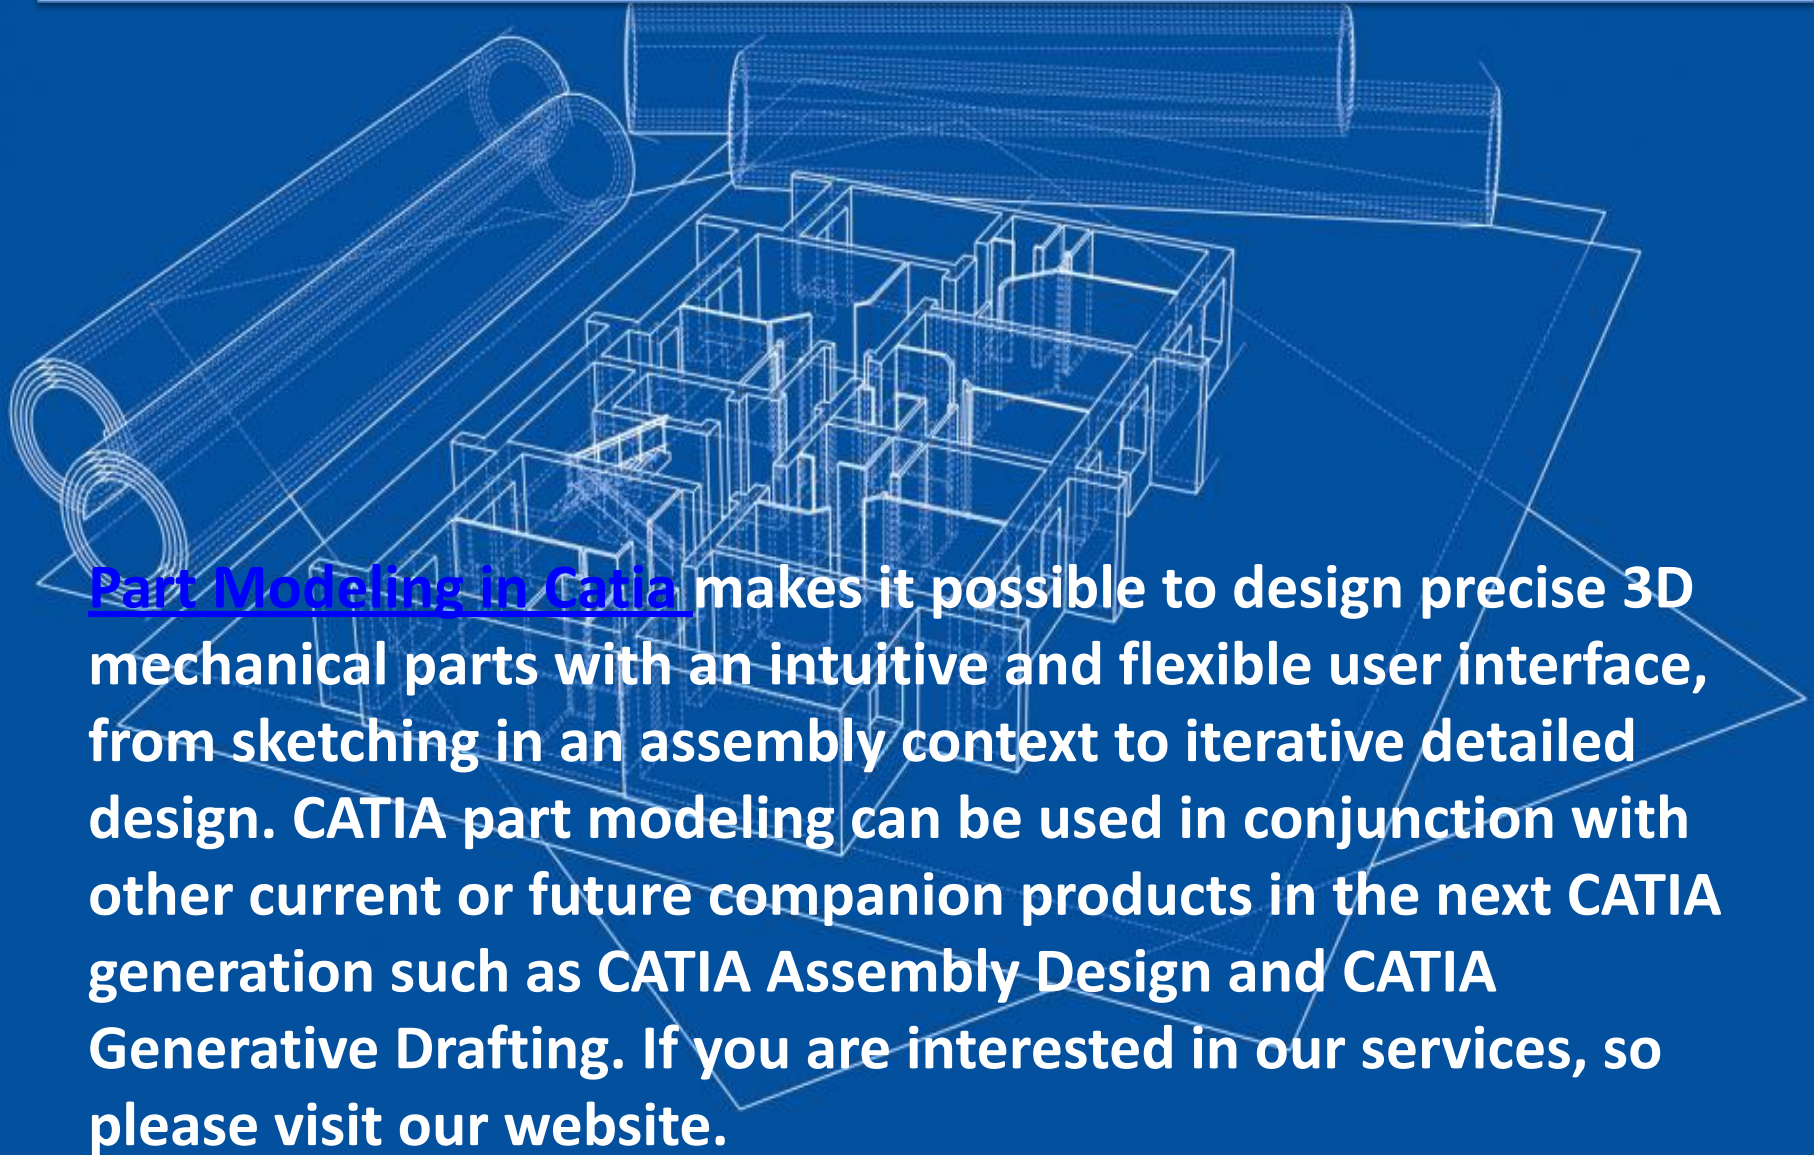 Part Modeling in Catia makes it possible to design precise 3D
mechanical parts with an intuitive and flexible user interface,
from sketching in an assembly context to iterative detailed
design. CATIA part modeling can be used in conjunction with
other current or future companion products in the next CATIA
generation such as CATIA Assembly Design and CATIA
Generative Drafting. If you are interested in our services, so
please visit our website.